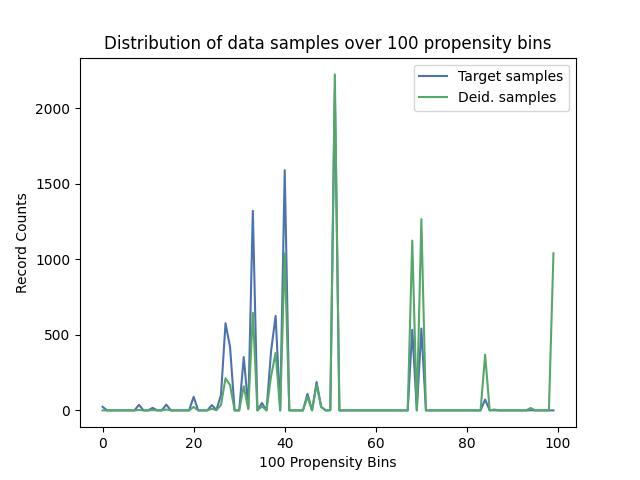 Distribution of data samples over 100 propensity bins
Target samples
Deid. samples
2000
1500
1000
500
0
Record Counts
0 20 40 60 80 100
100 Propensity Bins